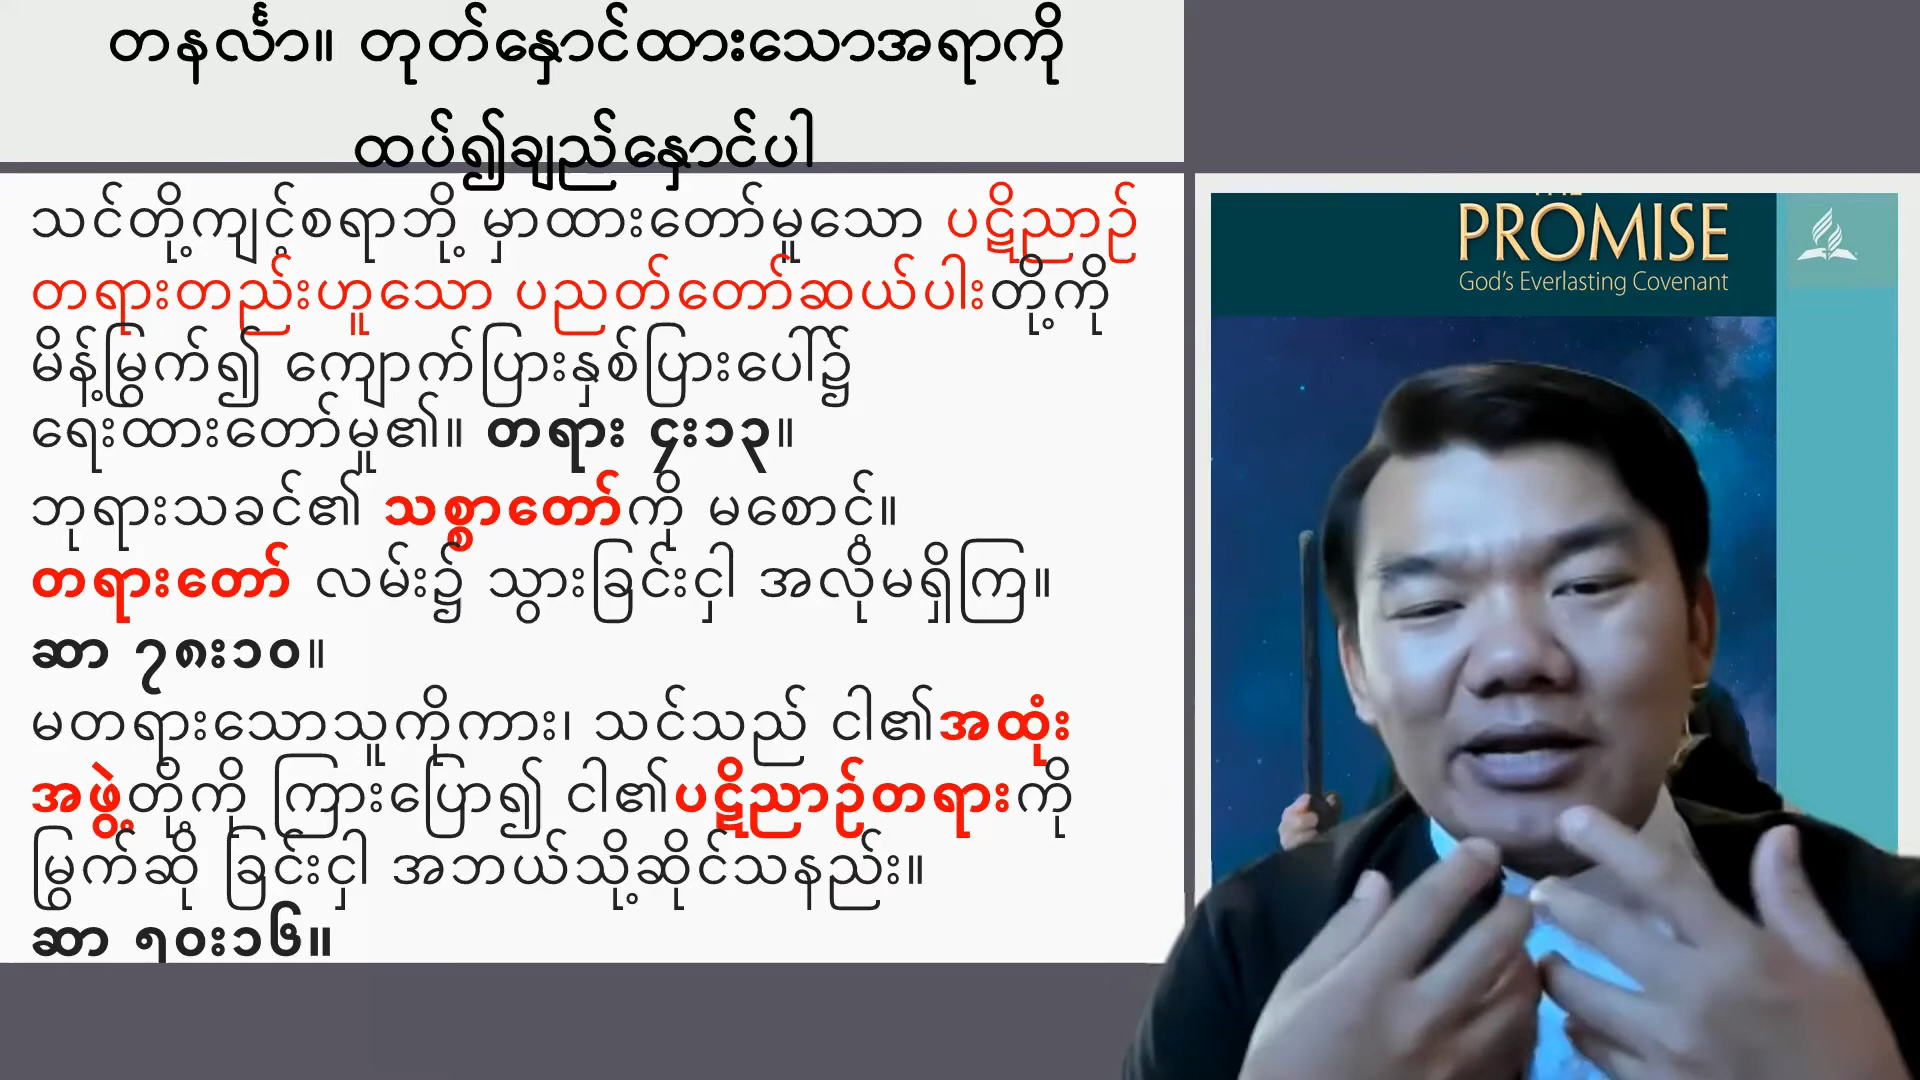 တနင်္လာ။ တုတ်နှောင်ထားသောအရာကို
ထပ်၍ချည်နှောင်ပါ
သင်တို့ကျင့်စရာဘို့ မှာထားတော်မူသော ပဋိညာဉ်
တရားတည်းဟူသော ပညတ်တော်ဆယ်ပါးတို့ကို
မိန့်မြွက်၍ ကျောက်ပြားနှစ်ပြားပေါ်၌
ရေးထားတော်မူ၏။ တရား ၄း၁၃။
ဘုရားသခင်၏ သစ္စာတော်ကို မစောင့်။
တရားတော် လမ်း၌ သွားခြင်းငှါ အလိုမရှိကြ။
ဆာ ၇၈း၁၀။
မတရားသောသူကိုကား၊ သင်သည် ငါ၏အထုံး
အဖွဲ့တို့ကို ကြားပြော၍ ငါ၏ပဋိညာဉ်တရားကို
မြွက်ဆို ခြင်းငှါ အဘယ်သို့ဆိုင်သနည်း။
ဆာ ၅၀း၁၆။
PROMISE
God's Everlasting Covenant